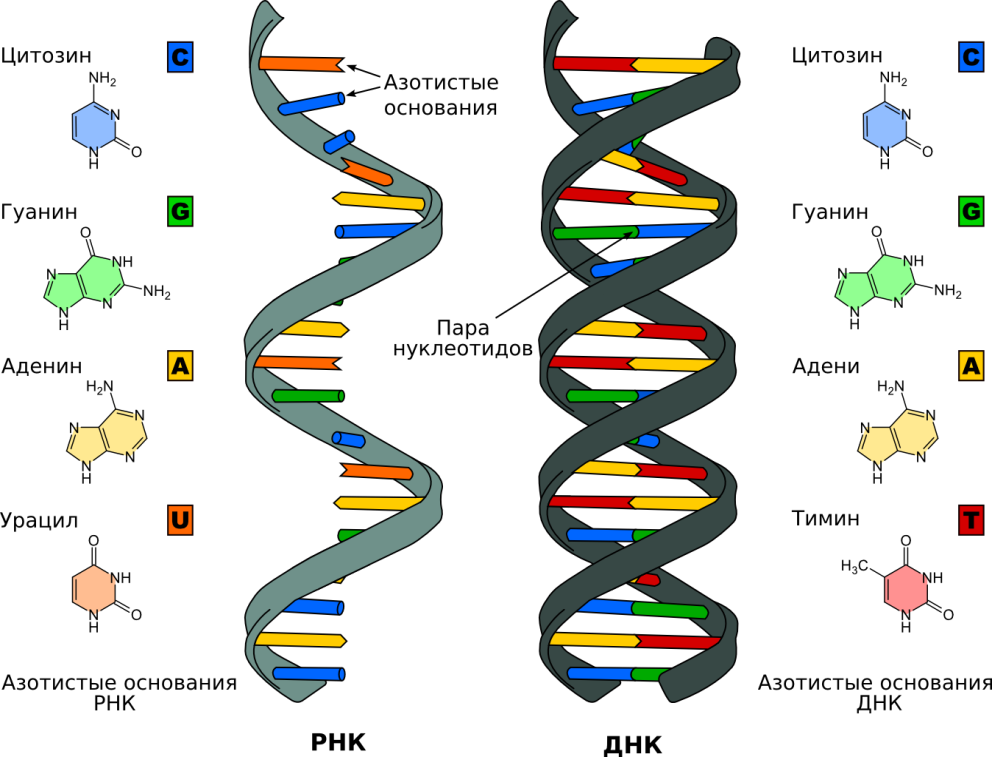 Цитозин
C
NH₂
N
N
H
O
Гуанин
G
O
N
NH
N
H
N
NH₂
Аденин
A
H₂N
N
N
N
H
N
Урацил
U
O
NH
N
H
O
Азотистые основания
РНК
Азотистые
основания
Пара
нуклеотидов
РНК
ДНК
Цитозин
C
NH₂
N
N
H
O
Гуанин
G
O
N
NH
N
H
N
NH₂
Адени
A
H₂N
N
N
N
H
N
Тимин
T
O
H₃C
NH
N
H
O
Азотистые основания
ДНК